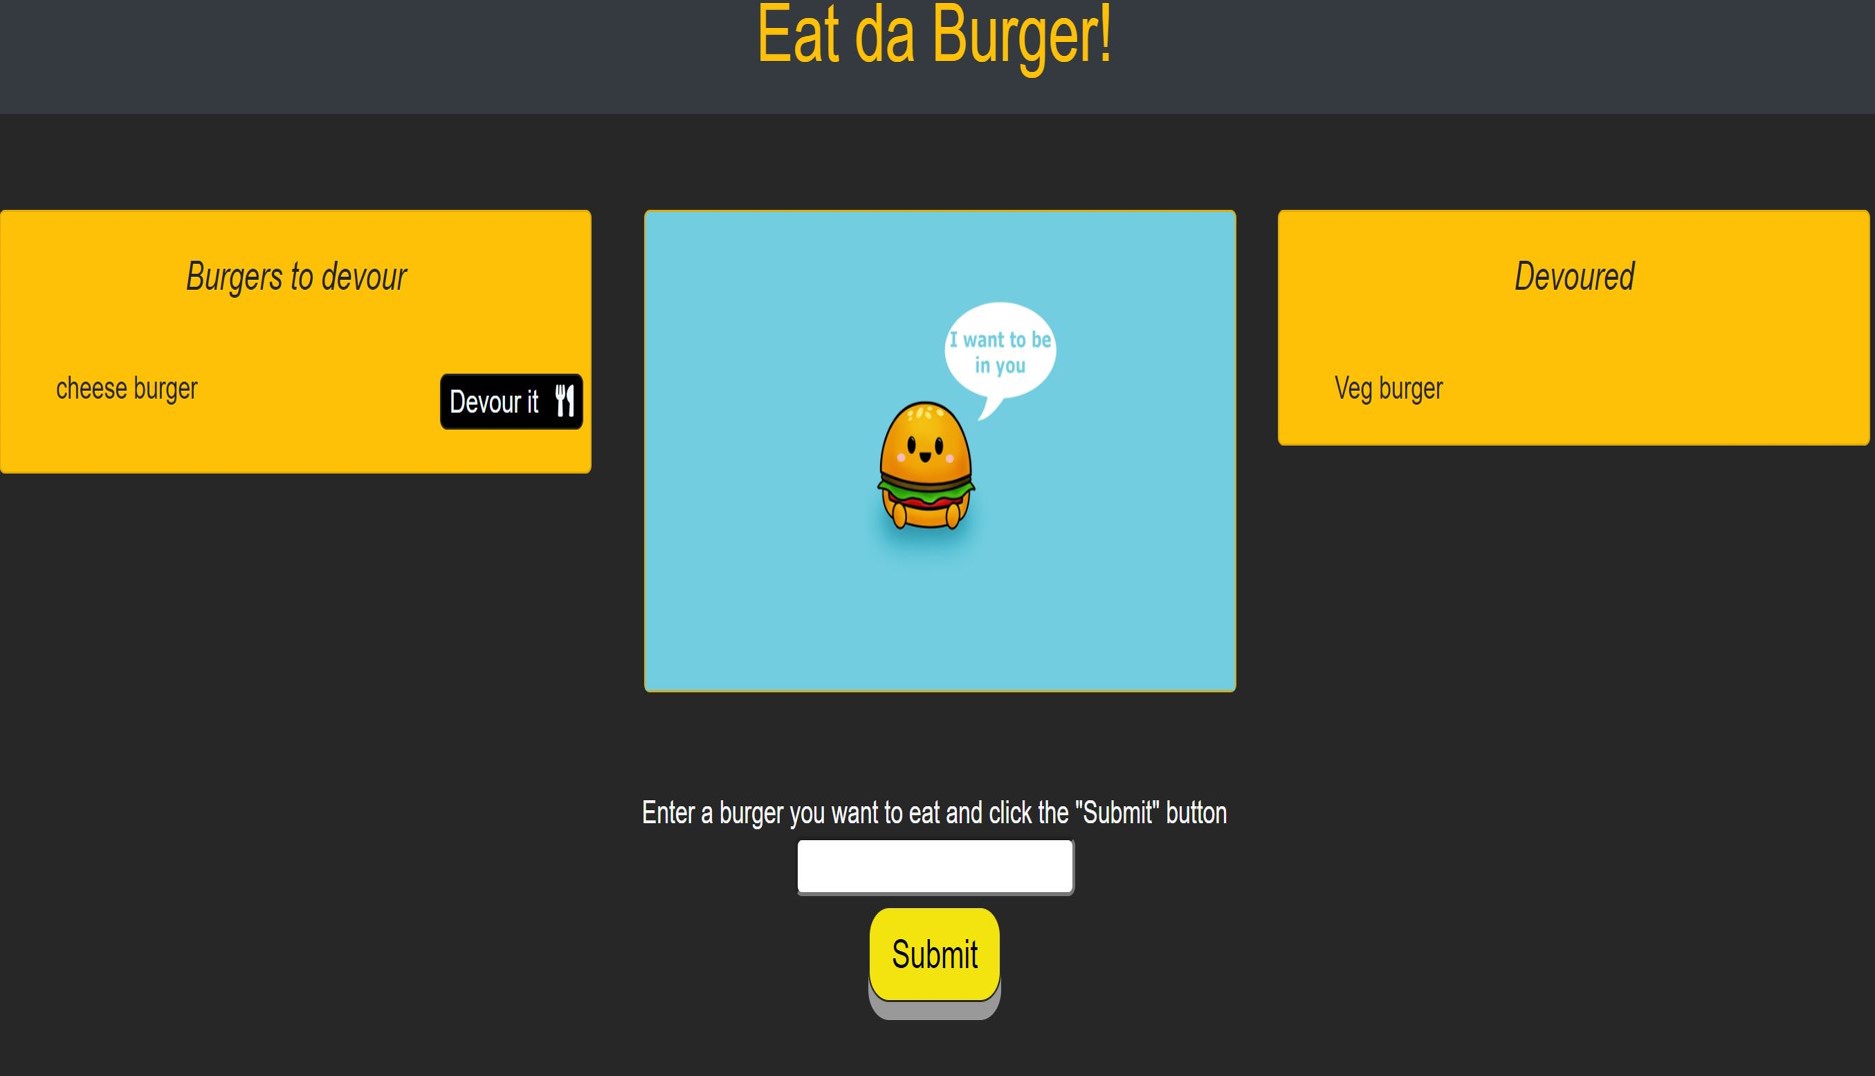 Eat da Burger!
Burgers to devour
cheese burger
Devour it
I want to be
in you
Devoured
Veg burger
Enter a burger you want to eat and click the "Submit" button
Submit